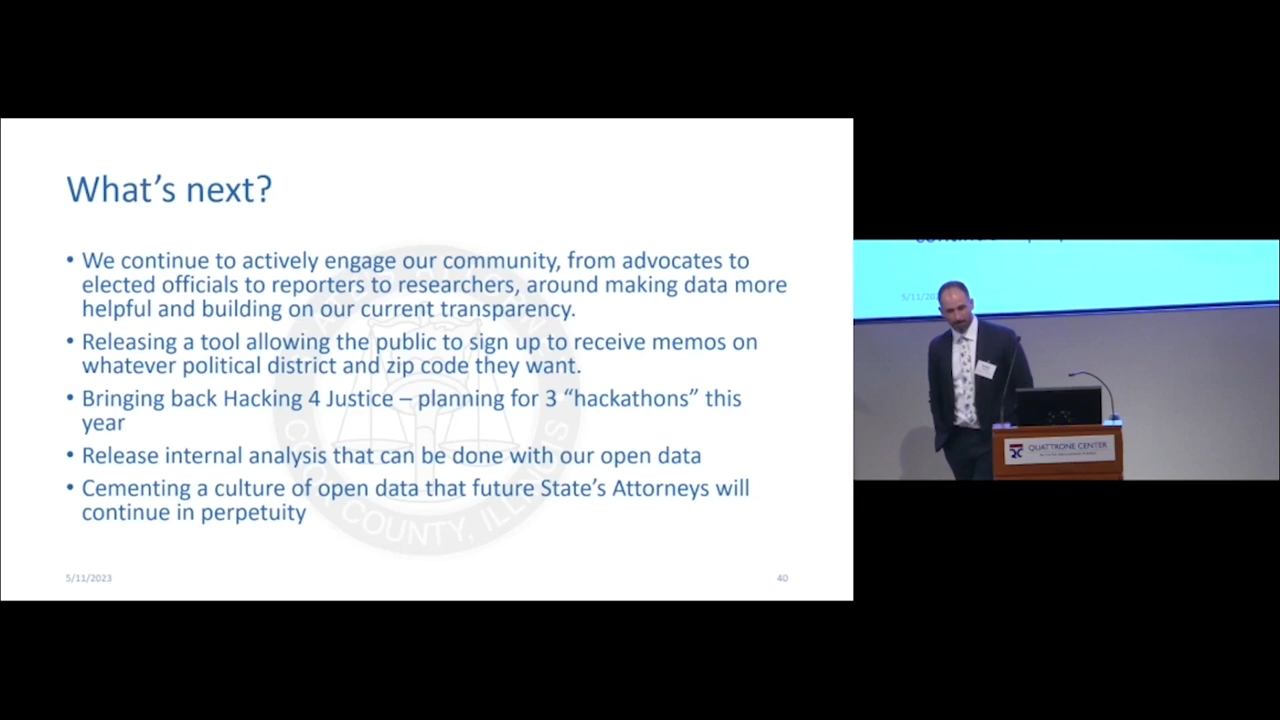 What's next?
• We continue to actively engage our community, from advocates to
elected officials to reporters to researchers, around making data more
helpful and building on our current transparency.
• Releasing a tool allowing the public to sign up to receive memos on
whatever political district and zip code they want.
• Bringing back Hacking 4 Justice – planning for 3 “hackathons” this
year
• Release internal analysis that can be done with our open data
• Cementing a culture of open data that future State's Attorneys will
continue in perpetuity
COUNTY, ILLINOIS
5/11/2023
40
QUATTRONE CENTER